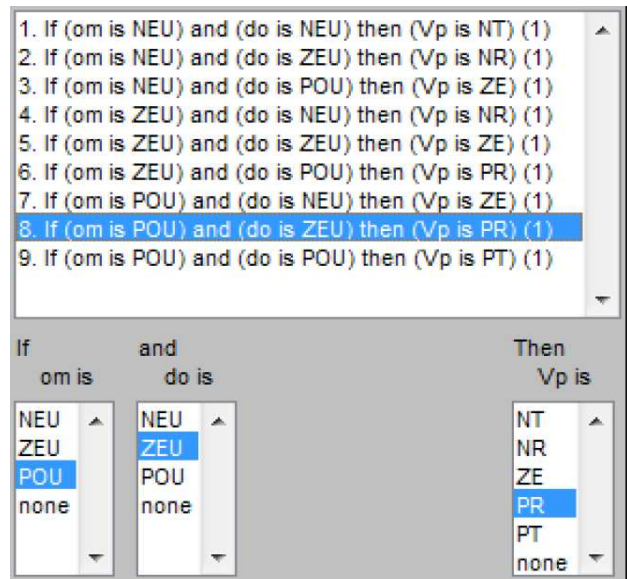 1. If (om is NEU) and (do is NEU) then (Vp is NT) (1)
2. If (om is NEU) and (do is ZEU) then (Vp is NR) (1)
3. If (om is NEU) and (do is POU) then (Vp is ZE) (1)
4. If (om is ZEU) and (do is NEU) then (Vp is NR) (1)
5. If (om is ZEU) and (do is ZEU) then (Vp is ZE) (1)
6. If (om is ZEU) and (do is POU) then (Vp is PR) (1)
7. If (om is POU) and (do is NEU) then (Vp is ZE) (1)
8. If (om is POU) and (do is ZEU) then (Vp is PR) (1)
9. If (om is POU) and (do is POU) then (Vp is PT) (1)
If
om is
NEU
ZEU
POU
none
and
do is
NEU
ZEU
POU
none
Then
Vp is
NT
NR
ZE
PR
PT
none